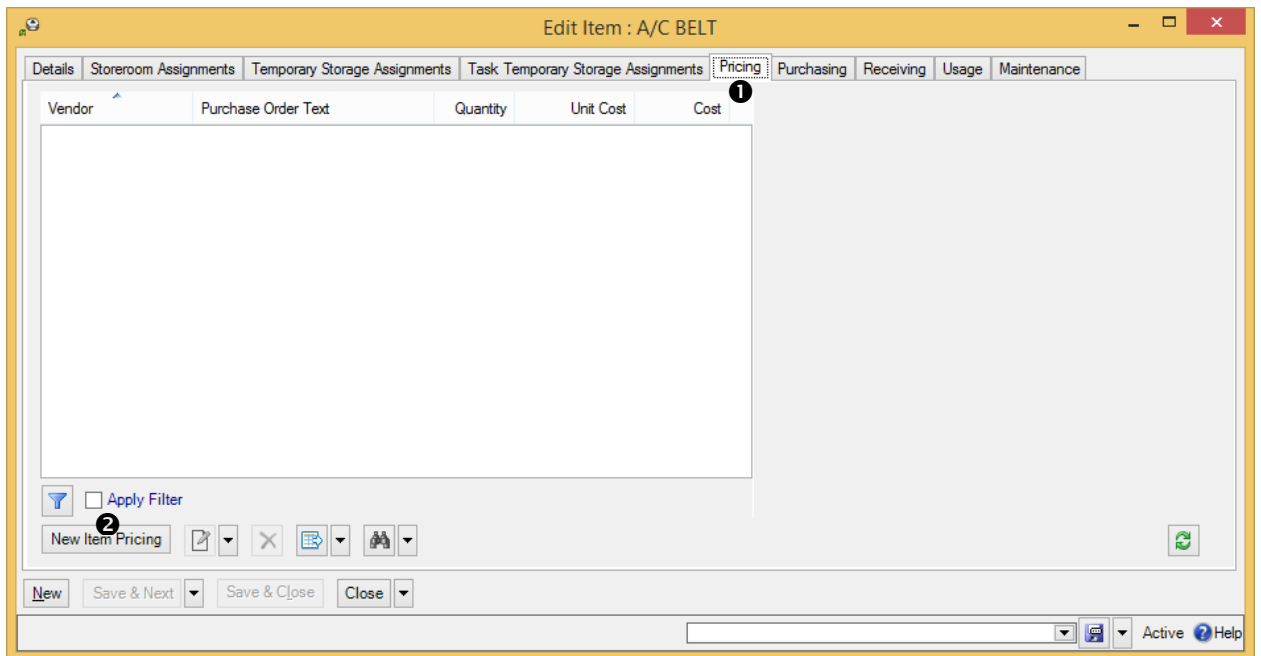 Edit Item : A/C BELT
Details Storeroom Assignments Temporary Storage Assignments Task Temporary Storage Assignments Pricing Purchasing Receiving Usage Maintenance
❶
Vendor Purchase Order Text Quantity Unit Cost Cost
Apply Filter
❷
New Item Pricing
New Save & Next Save & Close Close
Active Help